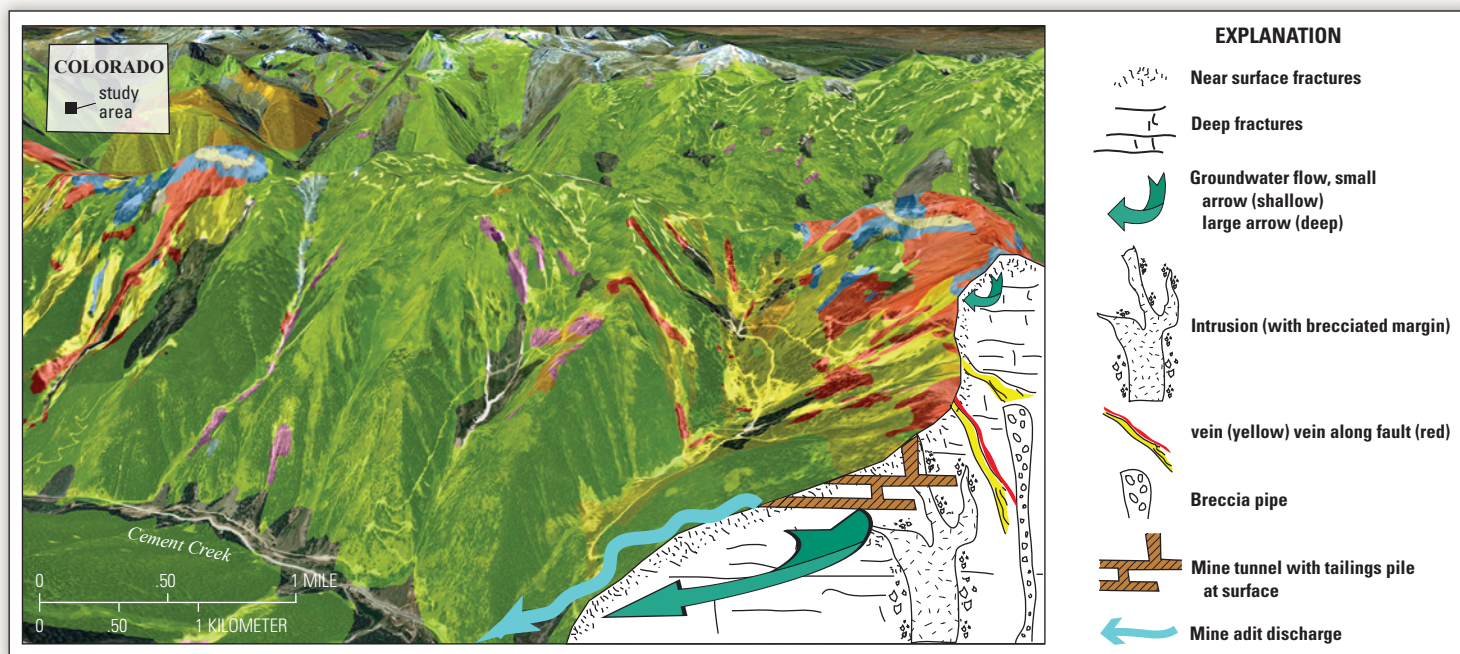 COLORADO
study
area
Cement Creek
0 .50 1 MILE
0 .50 1 KILOMETER
EXPLANATION
Near surface fractures
Deep fractures
Groundwater flow, small
arrow (shallow)
large arrow (deep)
Intrusion (with brecciated margin)
vein (yellow) vein along fault (red)
Breccia pipe
Mine tunnel with tailings pile
at surface
Mine adit discharge